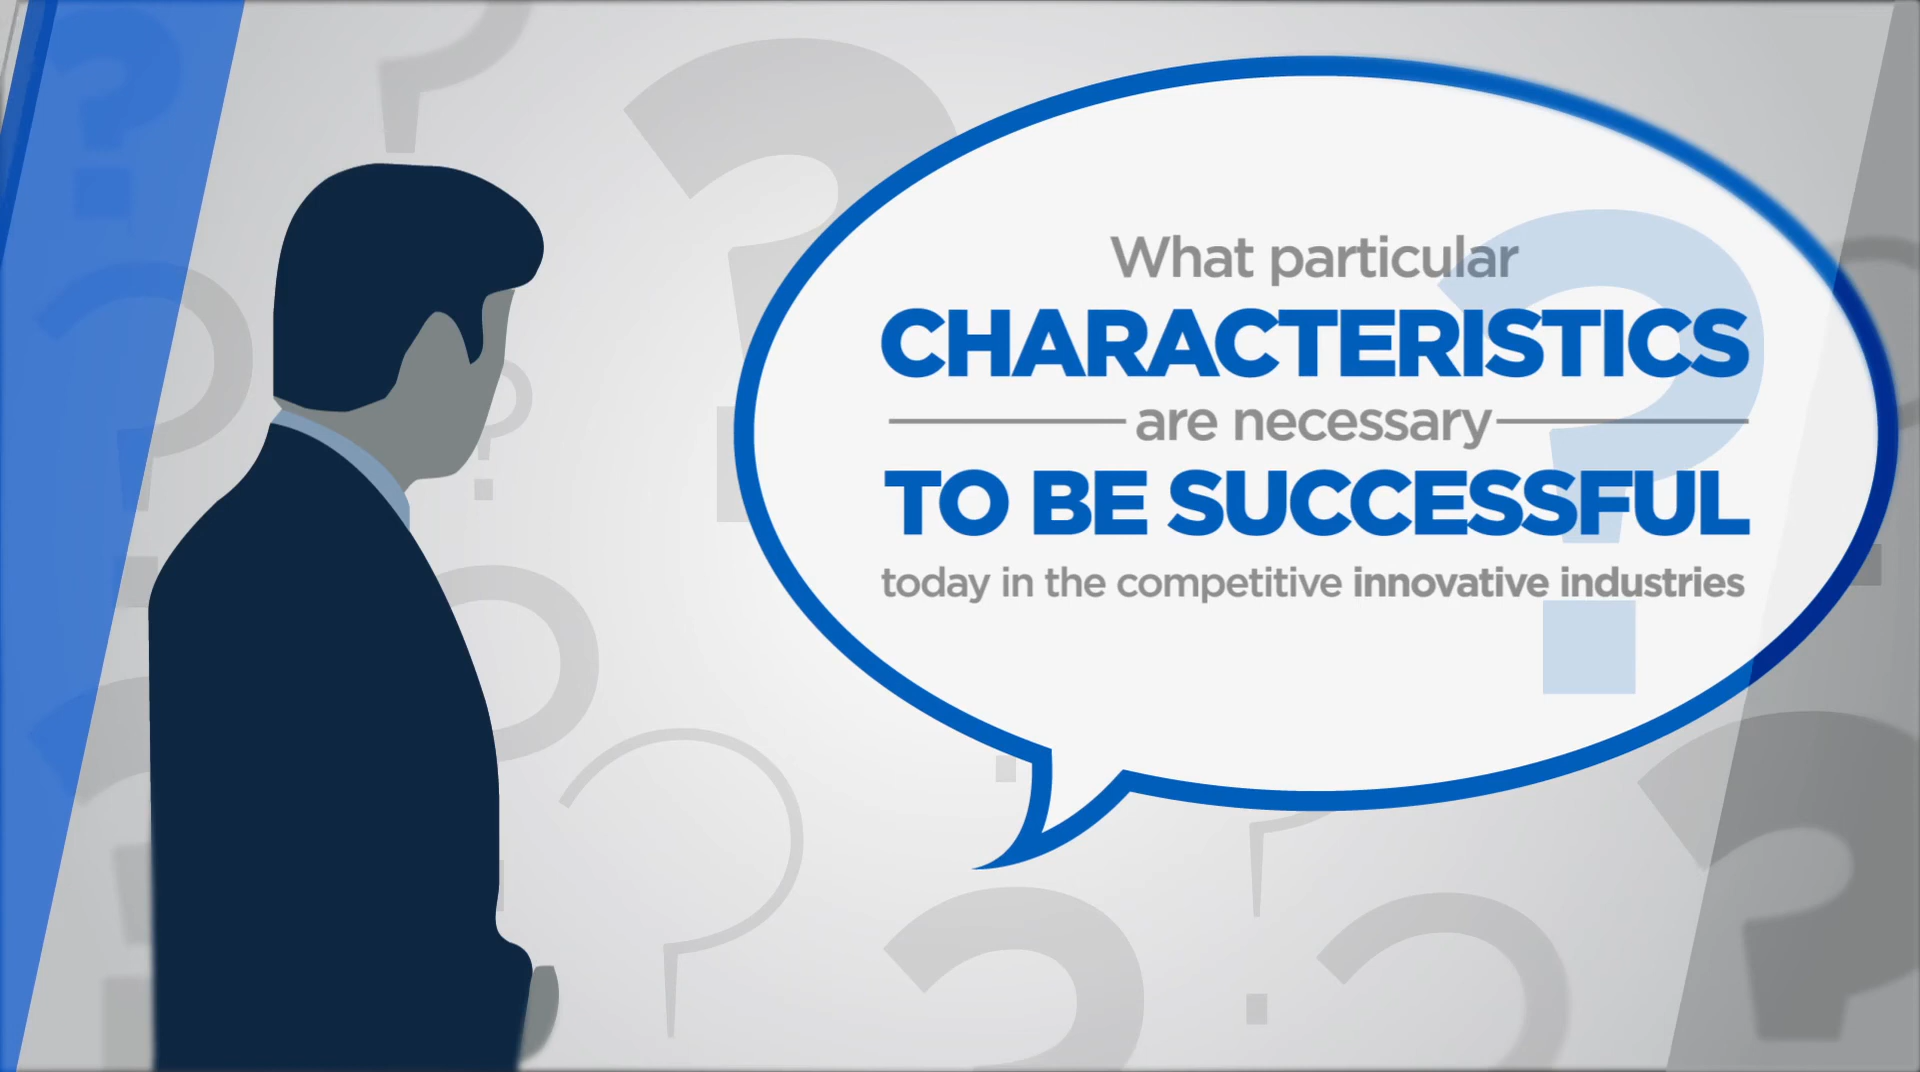 What particular
CHARACTERISTICS
are necessary
TO BE SUCCESSFUL
today in the competitive innovative industries